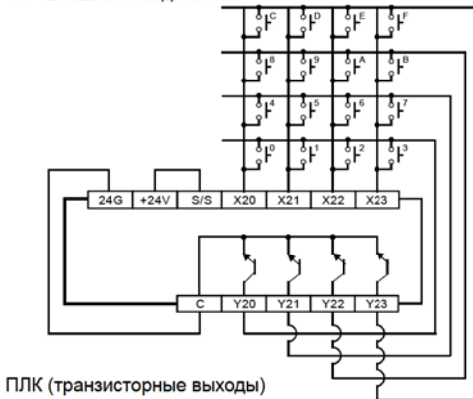 C D E F
8 9 A B
4 5 6 7
0 1 2 3
24G +24V S/S X20 X21 X22 X23
C Y20 Y21 Y22 Y23
ПЛК (транзисторные выходы)